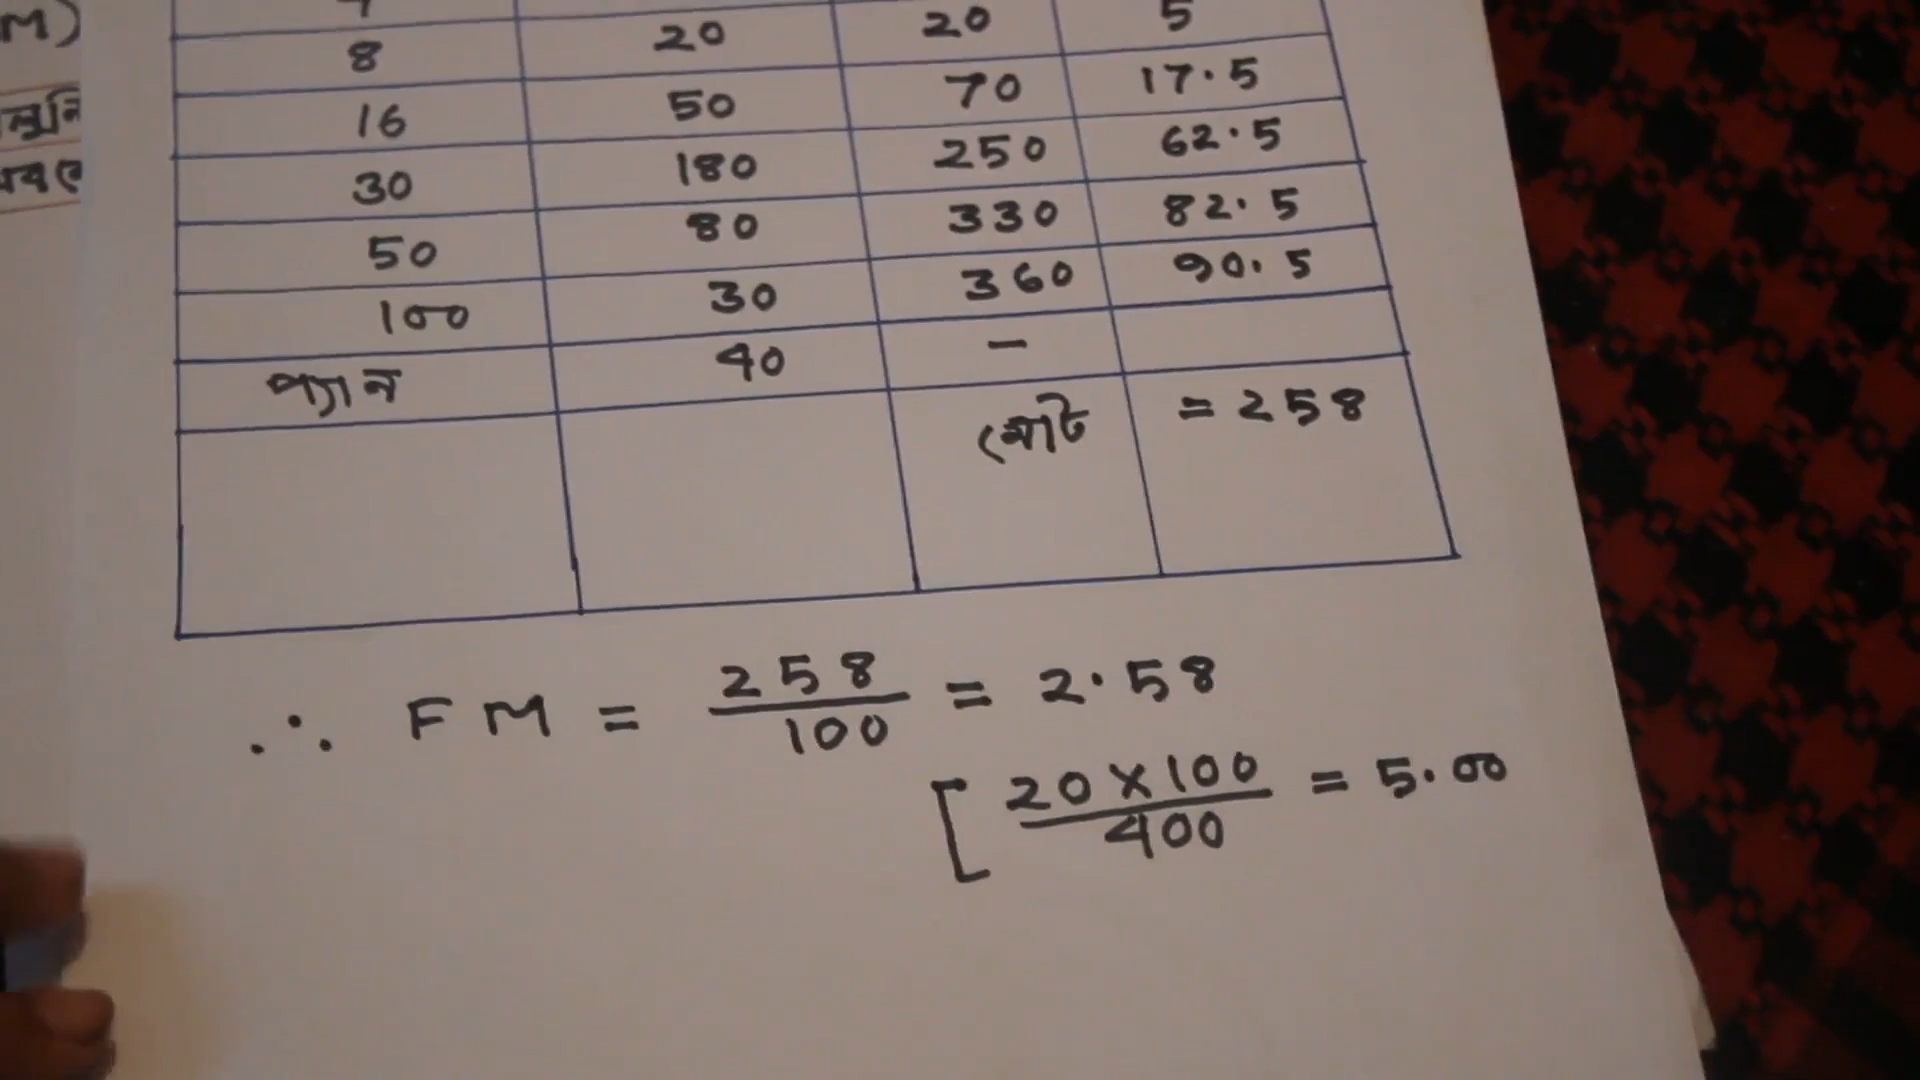 M)
8 20 20 5
16 50 70 17.5
30 180 250 62.5
50 80 330 82.5
100 30 360 90.5
প্যান 40 –
মোট = 258
∴ FM = 258/100 = 2.58
[ 20×100/400 = 5.00